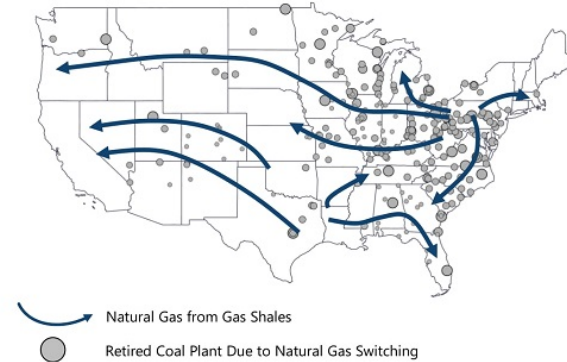 Natural Gas from Gas Shales
Retired Coal Plant Due to Natural Gas Switching